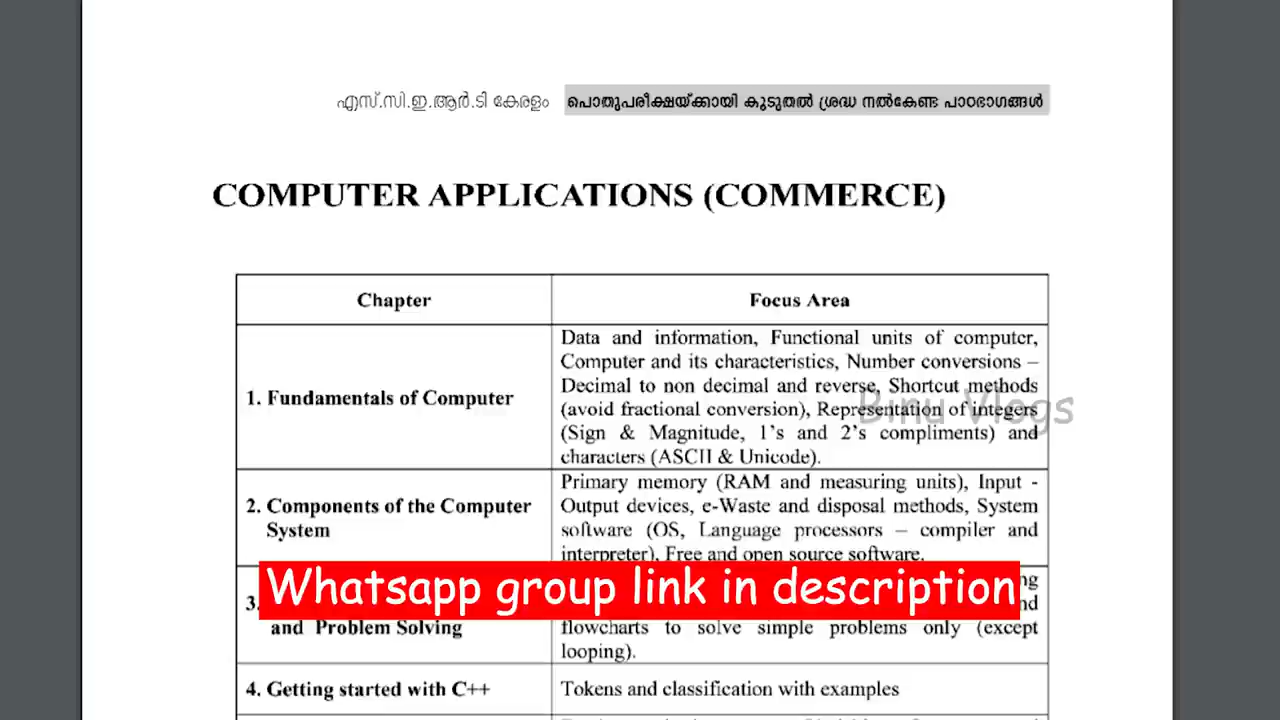 എസ്.സി.ഇ.ആർ.ടി കേരളം പൊതുപരീക്ഷയ്ക്കായി കൂടുതൽ ശ്രദ്ധ നൽകേണ്ട പാഠഭാഗങ്ങൾ
COMPUTER APPLICATIONS (COMMERCE)
Chapter
Focus Area
1. Fundamentals of Computer
Data and information, Functional units of computer,
Computer and its characteristics, Number conversions –
Decimal to non decimal and reverse, Shortcut methods
(avoid fractional conversion), Representation of integers
(Sign & Magnitude, 1's and 2's compliments) and
characters (ASCII & Unicode).
Binu Vlogs
2. Components of the Computer
System
Primary memory (RAM and measuring units), Input -
Output devices, e-Waste and disposal methods, System
software (OS, Language processors – compiler and
interpreter), Free and open source software.
Whatsapp group link in description
3.
and Problem Solving
flowcharts to solve simple problems only (except
looping).
4. Getting started with C++
Tokens and classification with examples